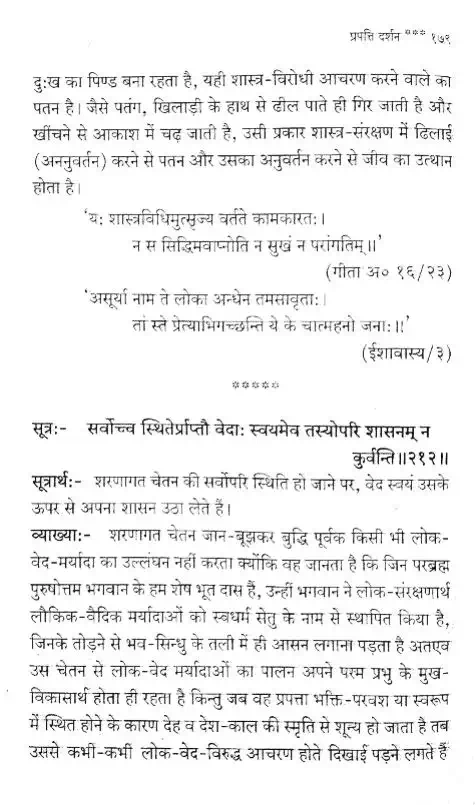 प्रपत्ति दर्शन *** १७९
दुःख का पिण्ड बना रहता है, यही शास्त्र-विरोधी आचरण करने वाले का
पतन है। जैसे पतंग, खिलाड़ी के हाथ से ढील पाते ही गिर जाती है और
खींचने से आकाश में चढ़ जाती है, उसी प्रकार शास्त्र-संरक्षण में ढिलाई
(अननुवर्तन) करने से पतन और उसका अनुवर्तन करने से जीव का उत्थान
होता है।
‘यः शास्त्रविधिमुत्सृज्य वर्तते कामकारतः।
न स सिद्धिमवाप्नोति न सुखं न परांगतिम्॥’
(गीता अ० १६/२३)
‘असूर्या नाम ते लोका अन्धेन तमसावृताः।
तां स्ते प्रेत्याभिगच्छन्ति ये के चात्महनो जनाः॥’
(ईशावास्य/३)
*****
सूत्र:- सर्वोच्च स्थितेर्प्राप्तौ वेदाः स्वयमेव तस्योपरि शासनम् न
कुर्वन्ति॥२१२॥
सूत्रार्थ:- शरणागत चेतन की सर्वोपरि स्थिति हो जाने पर, वेद स्वयं उसके
ऊपर से अपना शासन उठा लेते हैं।
व्याख्या:- शरणागत चेतन जान-बूझकर बुद्धि पूर्वक किसी भी लोक-
वेद-मर्यादा का उल्लंघन नहीं करता क्योंकि वह जानता है कि जिन परब्रह्म
पुरुषोत्तम भगवान के हम शेष भूत दास हैं, उन्हीं भगवान ने लोक-संरक्षणार्थ
लौकिक-वैदिक मर्यादाओं को स्वधर्म सेतु के नाम से स्थापित किया है,
जिनके तोड़ने से भव-सिन्धु के तली में ही आसन लगाना पड़ता है अतएव
उस चेतन से लोक-वेद मर्यादाओं का पालन अपने परम प्रभु के मुख-
विकासार्थ होता ही रहता है किन्तु जब वह प्रपत्ता भक्ति-परवश या स्वरूप
में स्थित होने के कारण देह व देश-काल की स्मृति से शून्य हो जाता है तब
उससे कभी-कभी लोक-वेद-विरुद्ध आचरण होते दिखाई पड़ने लगते हैं